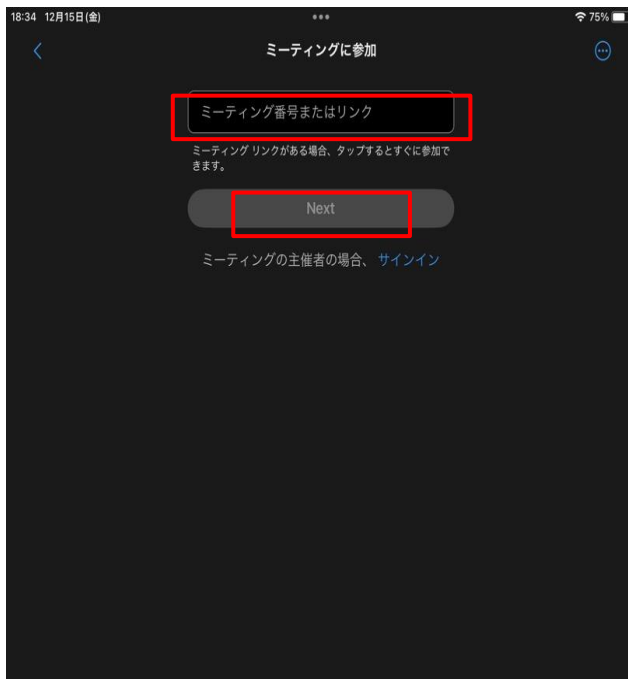 18:34 12月15日(金)
75%
ミーティングに参加
ミーティング番号またはリンク
ミーティング リンクがある場合、タップするとすぐに参加で
きます。
Next
ミーティングの主催者の場合、 サインイン